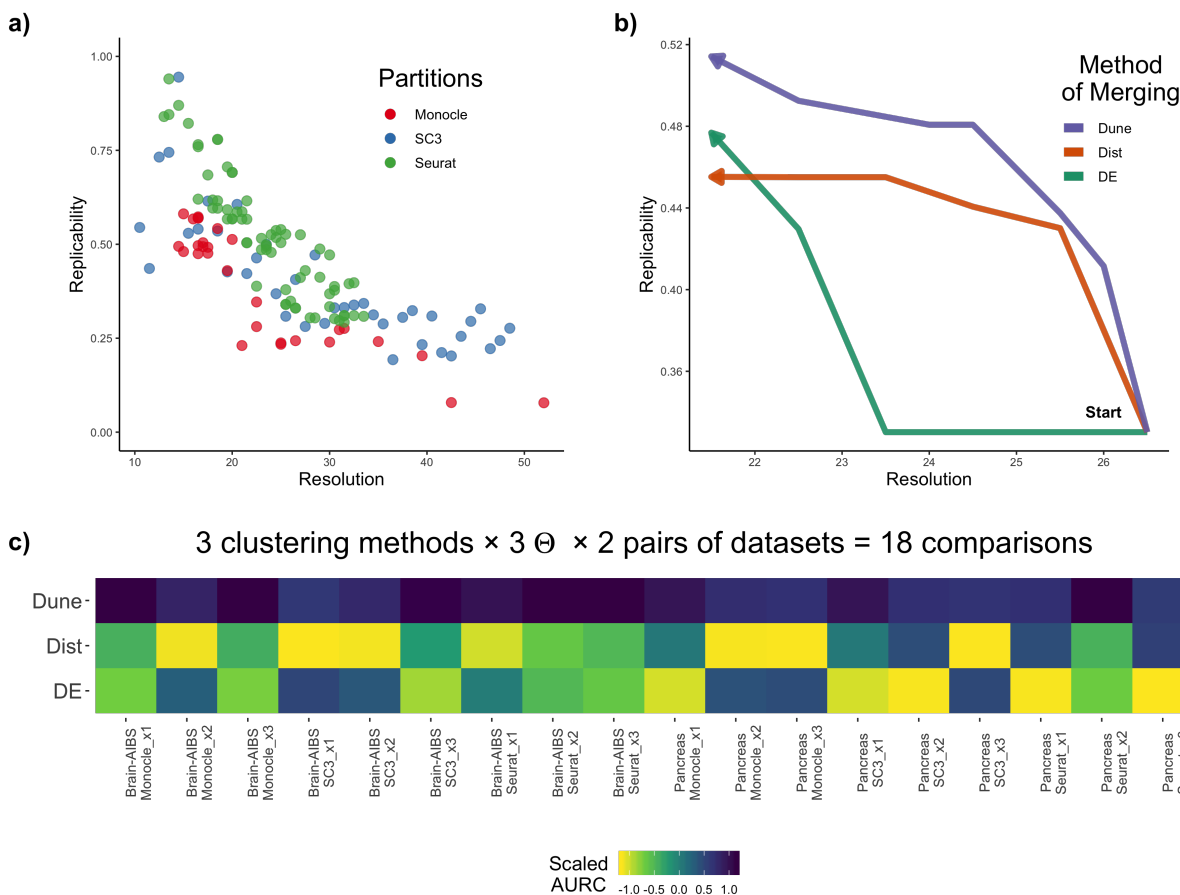 a)
Partitions
Monocle
SC3
Seurat
Replicability
1.00
0.75
0.50
0.25
0.00
10 20 30 40 50
Resolution
b)
Method
of Merging
Dune
Dist
DE
Replicability
0.52
0.48
0.44
0.40
0.36
Start
22 23 24 25 26
Resolution
c)
3 clustering methods × 3 Θ × 2 pairs of datasets = 18 comparisons
Dune
Dist
DE
Brain-AIBS
Monocle_x1
Brain-AIBS
Monocle_x2
Brain-AIBS
Monocle_x3
Brain-AIBS
SC3_x1
Brain-AIBS
SC3_x2
Brain-AIBS
SC3_x3
Brain-AIBS
Seurat_x1
Brain-AIBS
Seurat_x2
Brain-AIBS
Seurat_x3
Pancreas
Monocle_x1
Pancreas
Monocle_x2
Pancreas
Monocle_x3
Pancreas
SC3_x1
Pancreas
SC3_x2
Pancreas
SC3_x3
Pancreas
Seurat_x1
Pancreas
Seurat_x2
Pancreas
Scaled
AURC
-1.0 -0.5 0.0 0.5 1.0